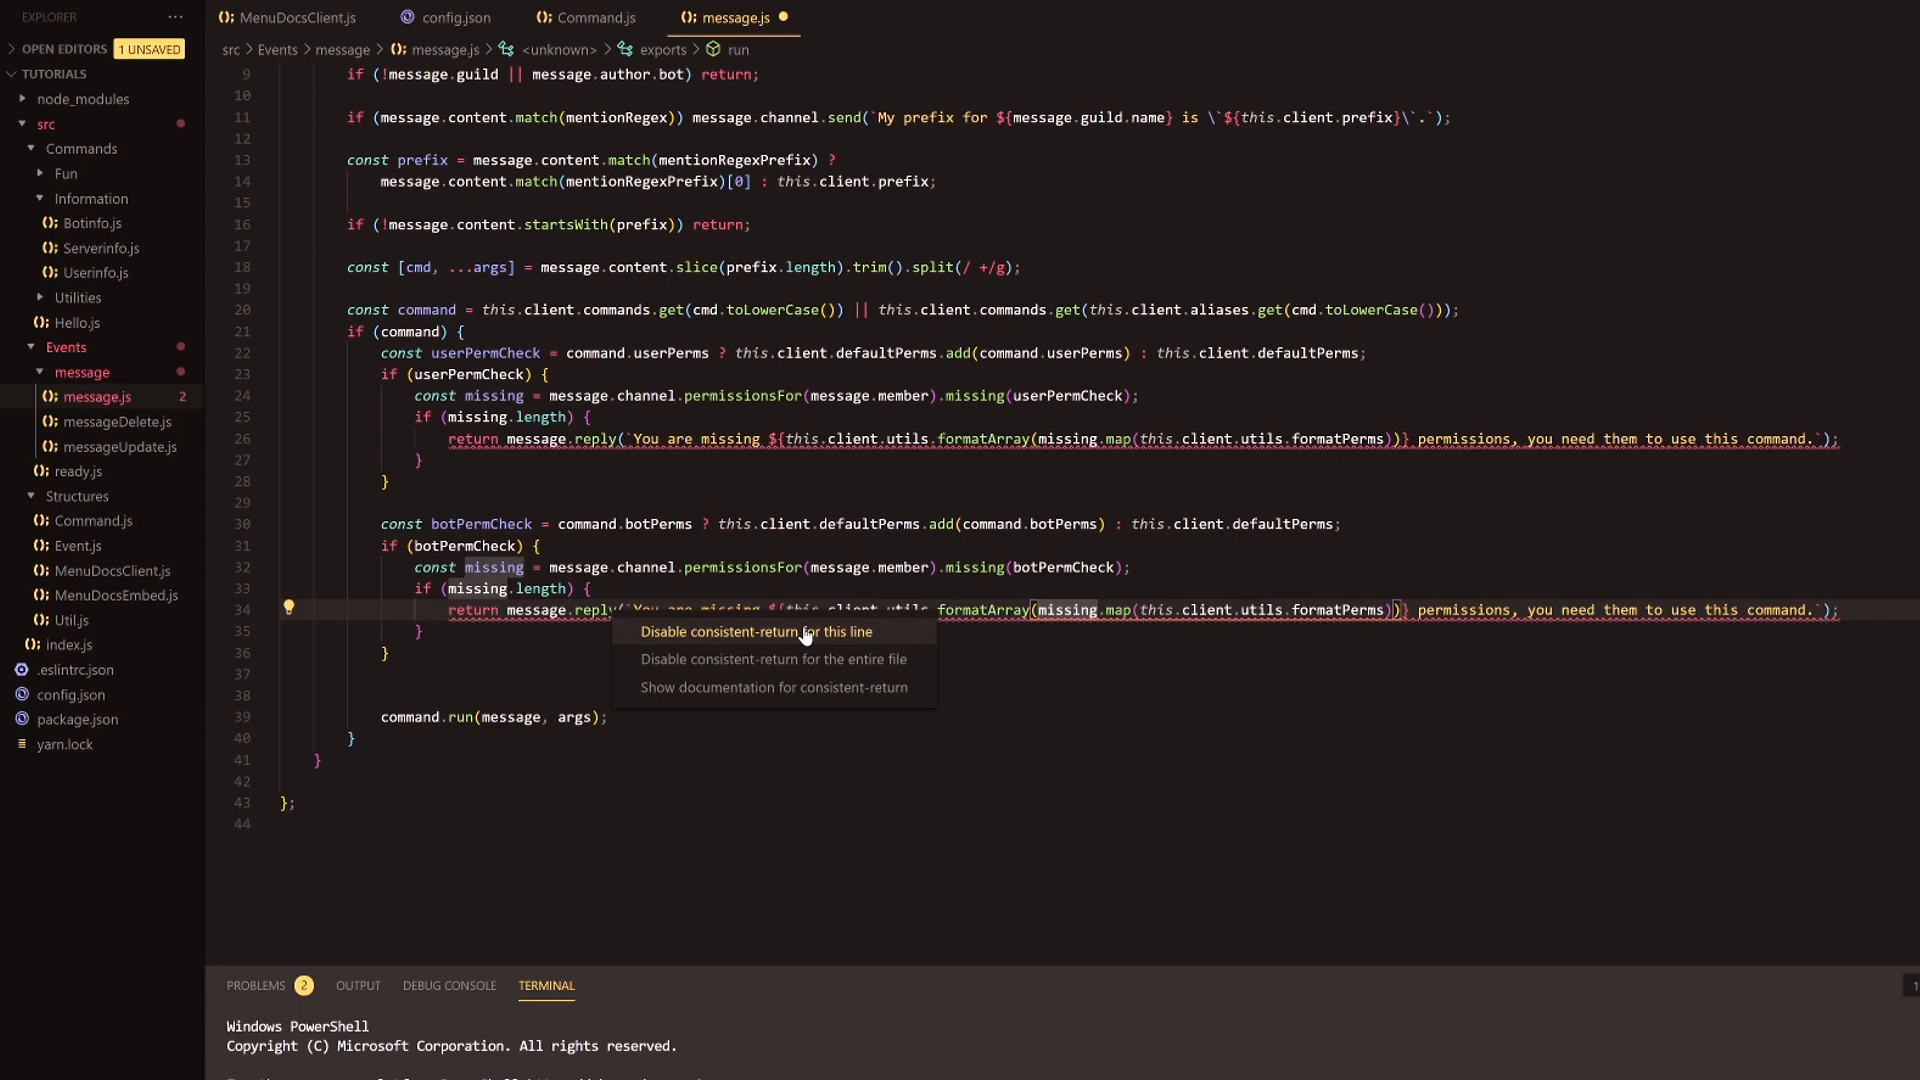 EXPLORER
OPEN EDITORS 1 UNSAVED
TUTORIALS
node_modules
src
Commands
Fun
Information
Botinfo.js
Serverinfo.js
Userinfo.js
Utilities
Hello.js
Events
message
message.js 2
messageDelete.js
messageUpdate.js
ready.js
Structures
Command.js
Event.js
MenuDocsClient.js
MenuDocsEmbed.js
Util.js
index.js
.eslintrc.json
config.json
package.json
yarn.lock
MenuDocsClient.js config.json Command.js message.js
src > Events > message > message.js > <unknown> > exports > run
9 if (!message.guild || message.author.bot) return;
10
11 if (message.content.match(mentionRegex)) message.channel.send(`My prefix for ${message.guild.name} is \`${this.client.prefix}\`.`);
12
13 const prefix = message.content.match(mentionRegexPrefix) ?
14 message.content.match(mentionRegexPrefix)[0] : this.client.prefix;
15
16 if (!message.content.startsWith(prefix)) return;
17
18 const [cmd, ...args] = message.content.slice(prefix.length).trim().split(/ +/g);
19
20 const command = this.client.commands.get(cmd.toLowerCase()) || this.client.commands.get(this.client.aliases.get(cmd.toLowerCase()));
21 if (command) {
22 const userPermCheck = command.userPerms ? this.client.defaultPerms.add(command.userPerms) : this.client.defaultPerms;
23 if (userPermCheck) {
24 const missing = message.channel.permissionsFor(message.member).missing(userPermCheck);
25 if (missing.length) {
26 return message.reply(`You are missing ${this.client.utils.formatArray(missing.map(this.client.utils.formatPerms))} permissions, you need them to use this command.`);
27 }
28 }
29
30 const botPermCheck = command.botPerms ? this.client.defaultPerms.add(command.botPerms) : this.client.defaultPerms;
31 if (botPermCheck) {
32 const missing = message.channel.permissionsFor(message.member).missing(botPermCheck);
33 if (missing.length) {
34 return message.reply(`You are missing ${this.client.utils.formatArray(missing.map(this.client.utils.formatPerms))} permissions, you need them to use this command.`);
35 }
36 }
37
38
39 command.run(message, args);
40 }
41 }
42
43 };
44
Disable consistent-return for this line
Disable consistent-return for the entire file
Show documentation for consistent-return
PROBLEMS 2 OUTPUT DEBUG CONSOLE TERMINAL 1
Windows PowerShell
Copyright (C) Microsoft Corporation. All rights reserved.